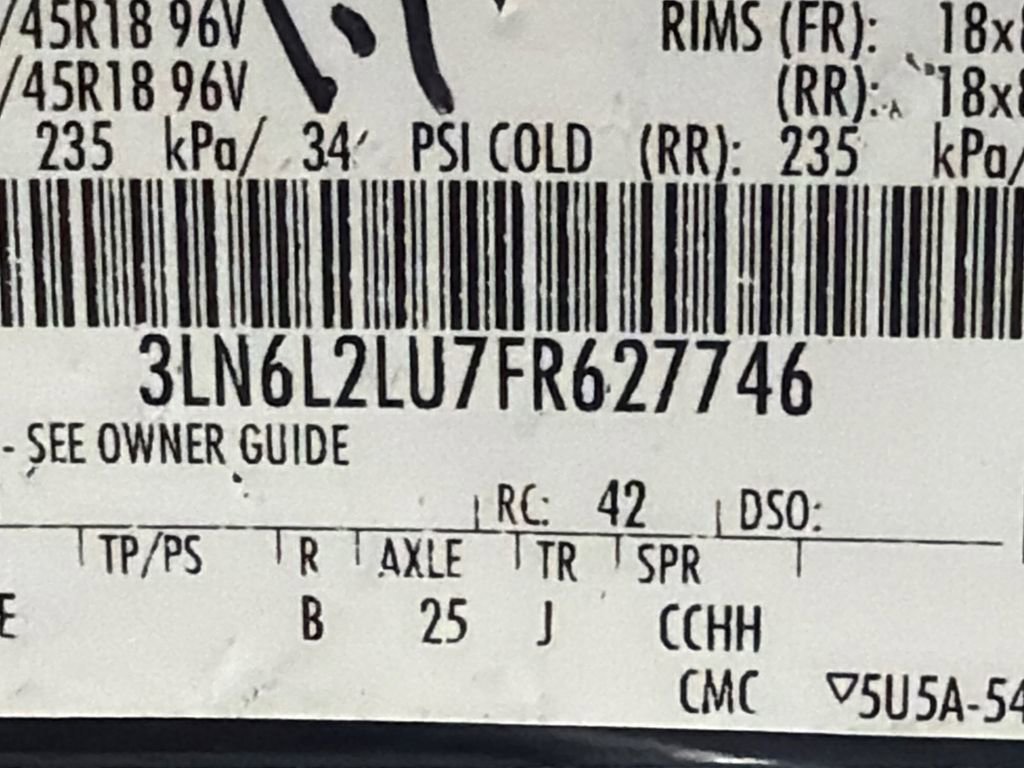 /45R18 96V RIMS (FR): 18x
/45R18 96V (RR): 18x
235 kPa/ 34 PSI COLD (RR): 235 kPa/
3LN6L2LU7FR627746
- SEE OWNER GUIDE
RC: 42 DSO:
TP/PS R AXLE TR SPR
E B 25 J CCHH
CMC ▽5U5A-54